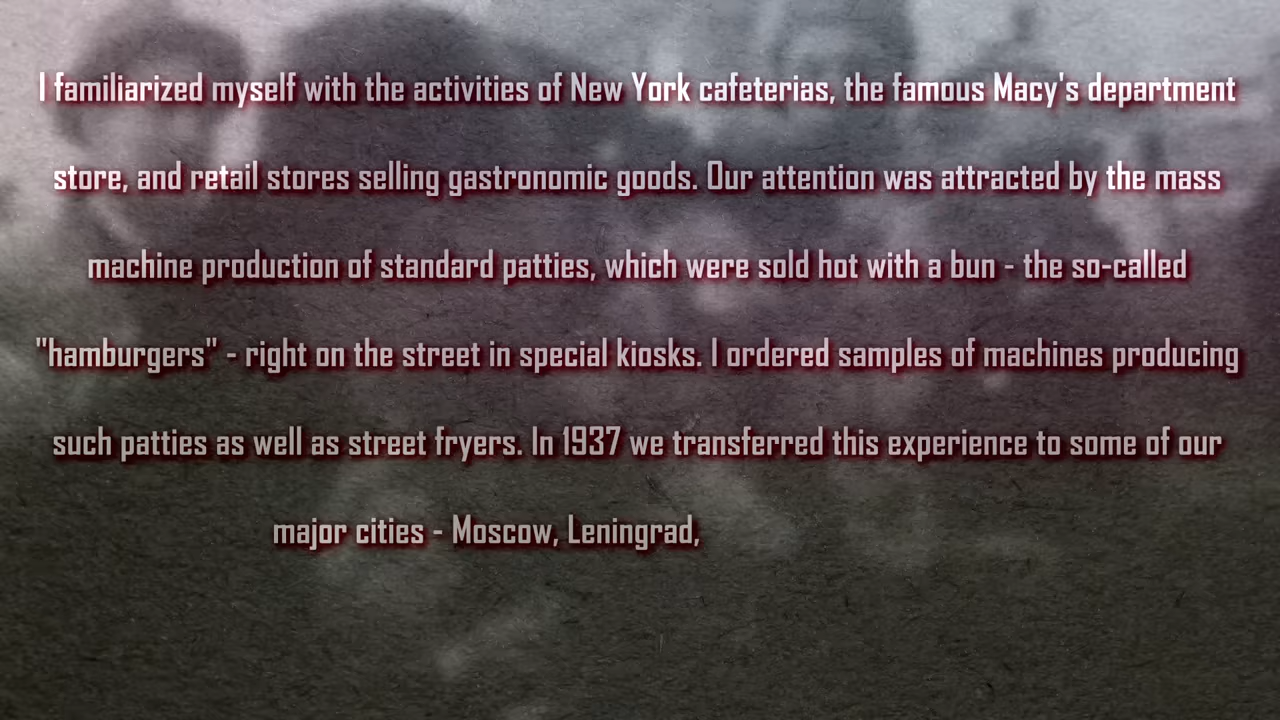 I familiarized myself with the activities of New York cafeterias, the famous Macy's department
store, and retail stores selling gastronomic goods. Our attention was attracted by the mass
machine production of standard patties, which were sold hot with a bun - the so-called
"hamburgers" - right on the street in special kiosks. I ordered samples of machines producing
such patties as well as street fryers. In 1937 we transferred this experience to some of our
major cities - Moscow, Leningrad,